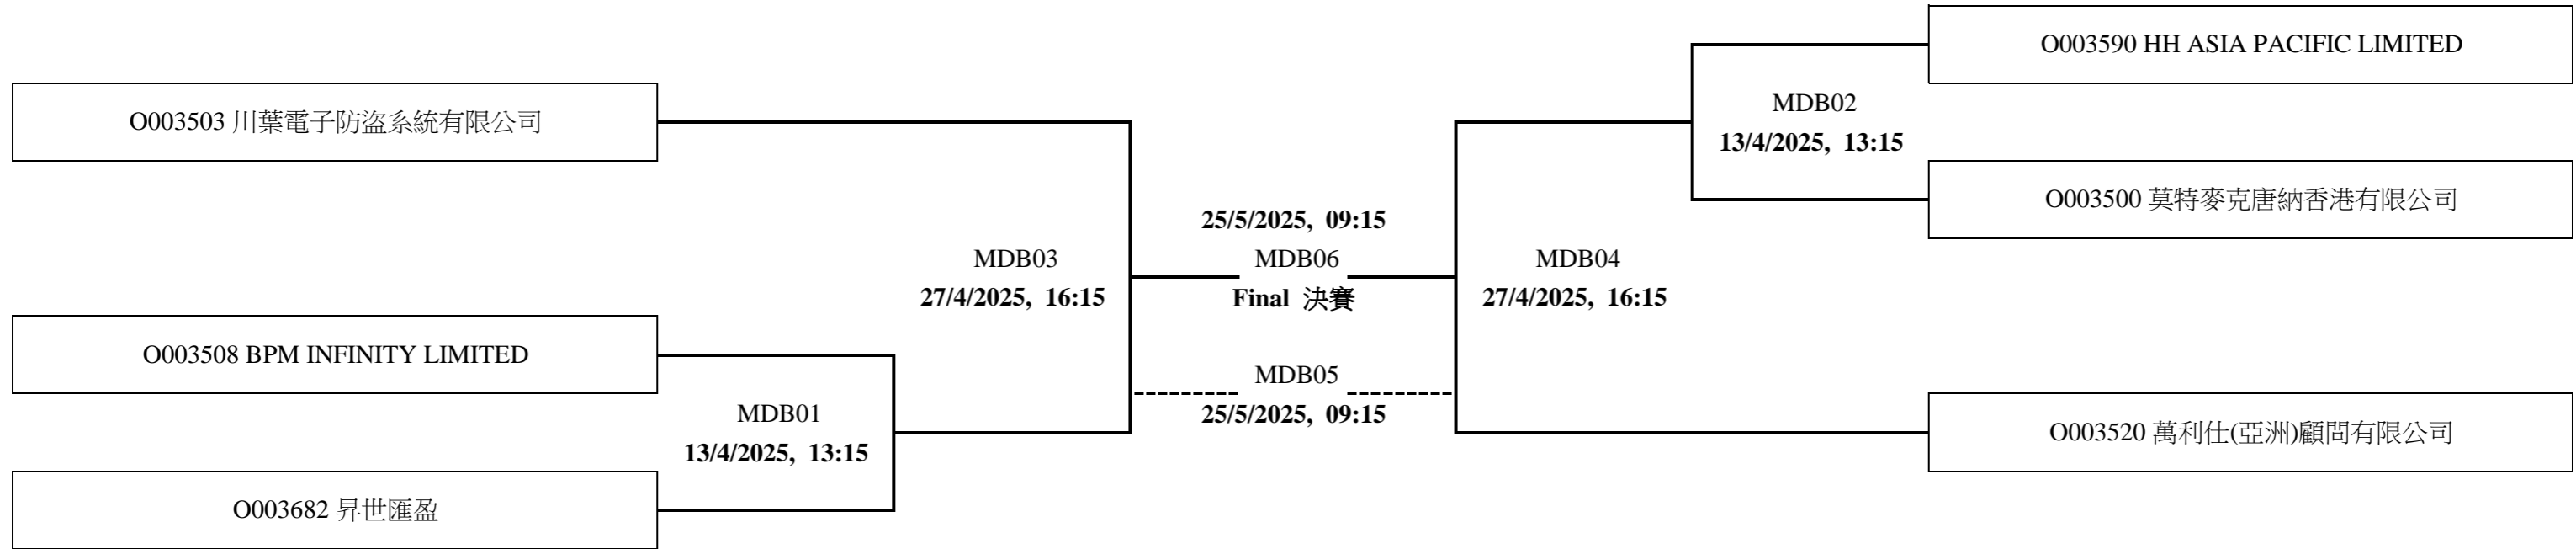 O003590 HH ASIA PACIFIC LIMITED
MDB02
O003503 川葉電子防盜系統有限公司
13/4/2025, 13:15
O003500 莫特麥克唐納香港有限公司
25/5/2025, 09:15
MDB03
MDB06
MDB04
27/4/2025, 16:15
Final 決賽
27/4/2025, 16:15
O003508 BPM INFINITY LIMITED
MDB05
MDB01
25/5/2025, 09:15
O003520 萬利仕(亞洲)顧問有限公司
13/4/2025, 13:15
O003682 昇世匯盈